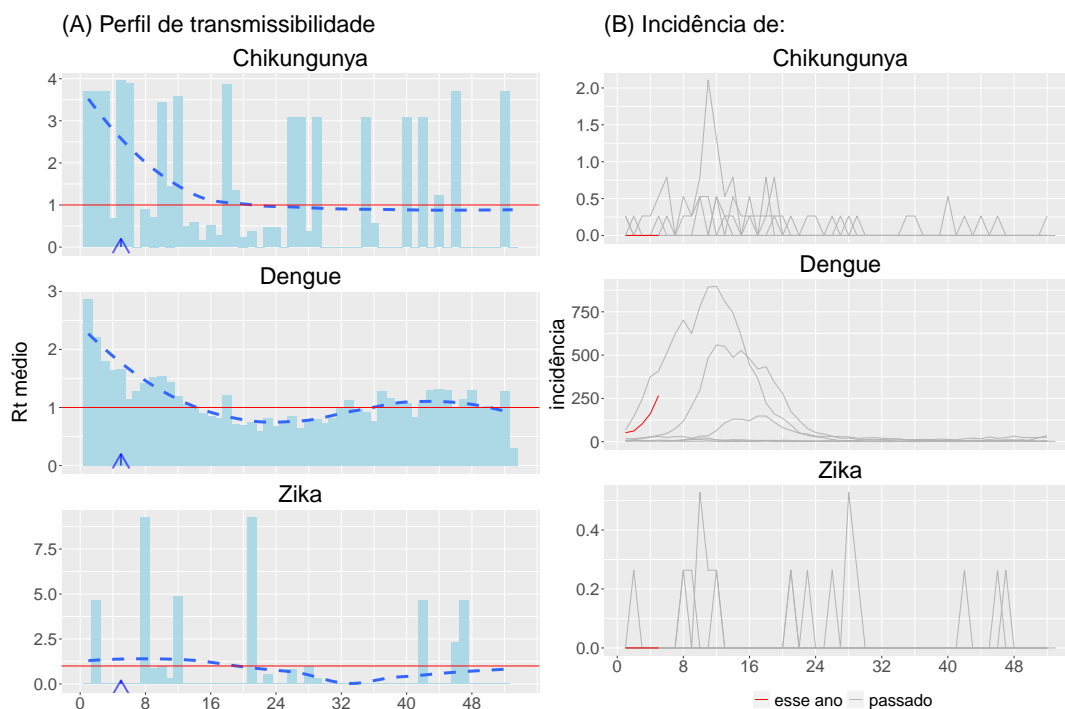 (A) Perfil de transmissibilidade
Chikungunya
4
3
2
1
0
Dengue
3
2
1
0
Rt médio
Zika
7.5
5.0
2.5
0.0
0 8 16 24 32 40 48
(B) Incidência de:
Chikungunya
2.0
1.5
1.0
0.5
0.0
Dengue
750
500
250
0
incidência
Zika
0.4
0.2
0.0
0 8 16 24 32 40 48
esse ano passado